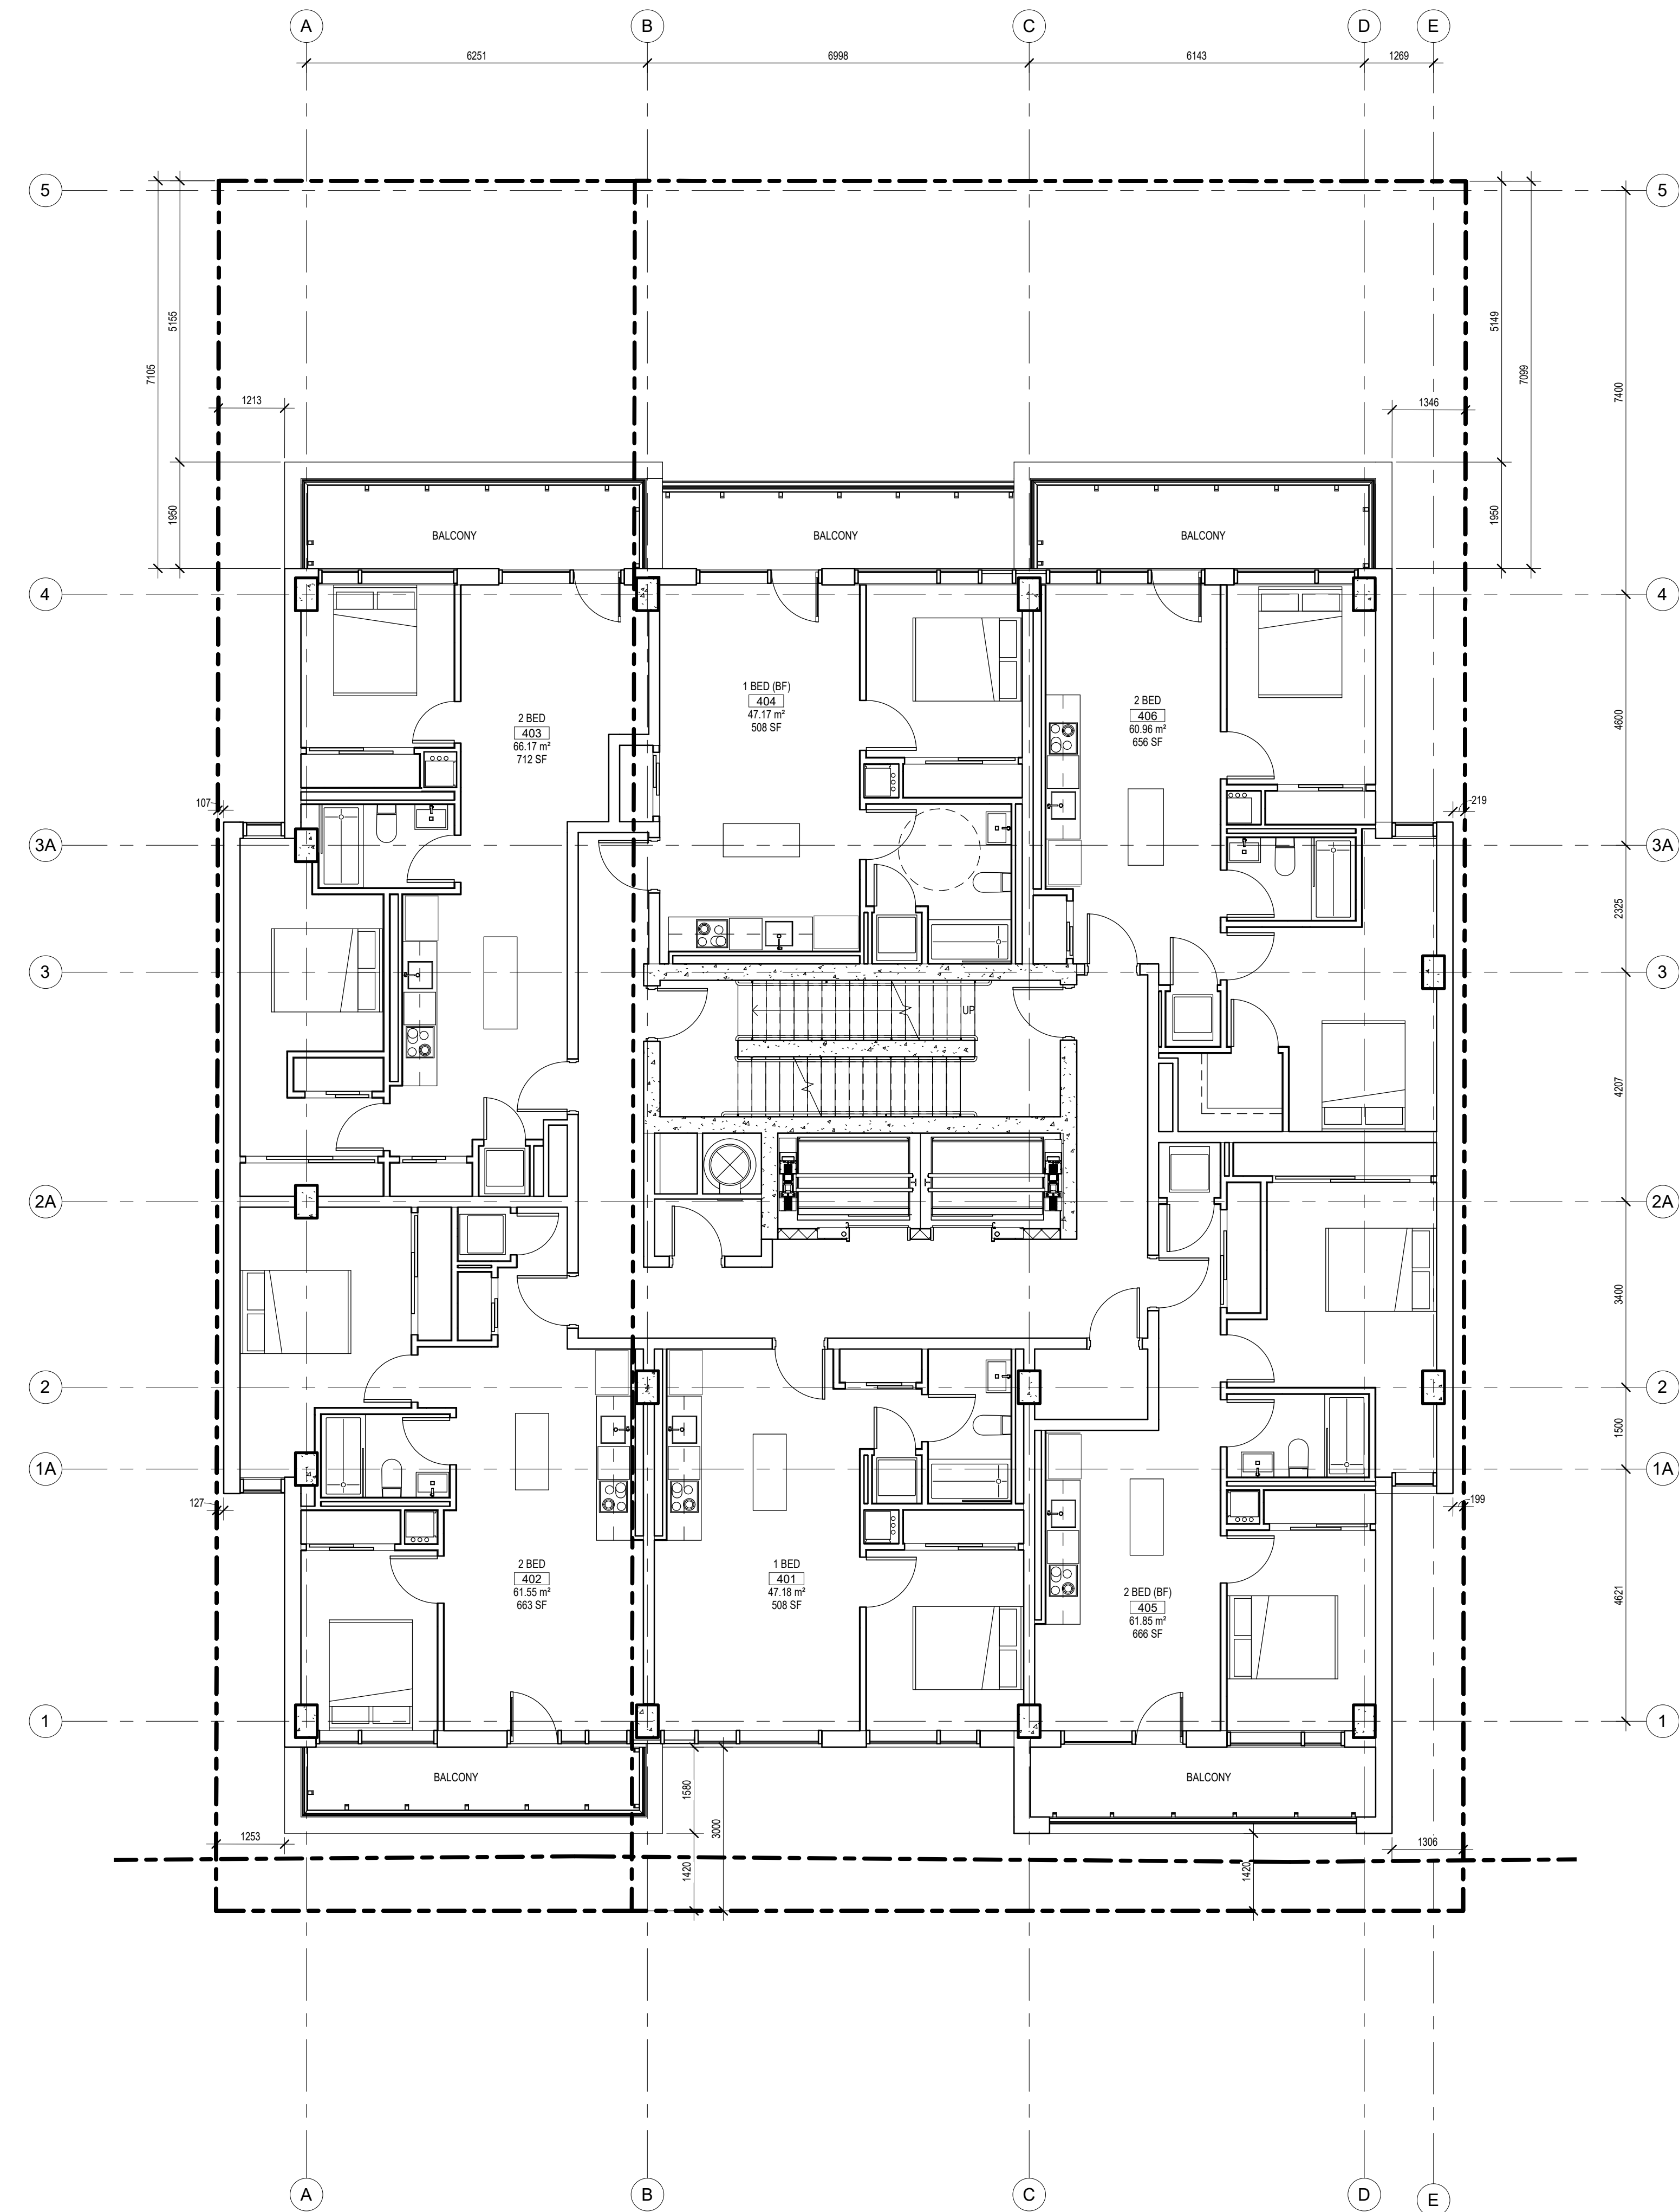 A
B
C
D
E
6251
6998
6143
1269
5
5
7105
5155
1950
1213
5149
7099
1950
1346
7400
BALCONY
BALCONY
BALCONY
4
4
4600
1 BED (BF)
404
47.17 m²
508 SF
2 BED
403
66.17 m²
712 SF
2 BED
406
60.96 m²
656 SF
107
219
3A
3A
2325
3
3
UP
4207
2A
2A
3400
2
2
1500
1A
1A
127
199
4621
2 BED
402
61.55 m²
663 SF
1 BED
401
47.18 m²
508 SF
2 BED (BF)
405
61.85 m²
666 SF
1
1
BALCONY
BALCONY
1580
3000
1420
1420
1253
1306
A
B
C
D
E